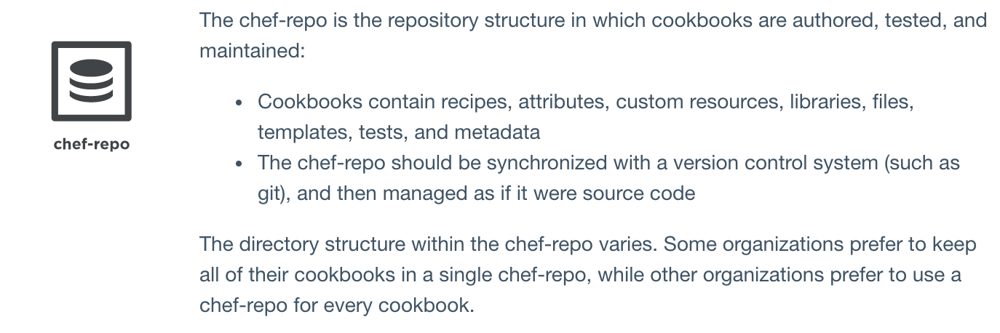 The chef-repo is the repository structure in which cookbooks are authored, tested, and
maintained:
chef-repo
• Cookbooks contain recipes, attributes, custom resources, libraries, files,
templates, tests, and metadata
• The chef-repo should be synchronized with a version control system (such as
git), and then managed as if it were source code
The directory structure within the chef-repo varies. Some organizations prefer to keep
all of their cookbooks in a single chef-repo, while other organizations prefer to use a
chef-repo for every cookbook.